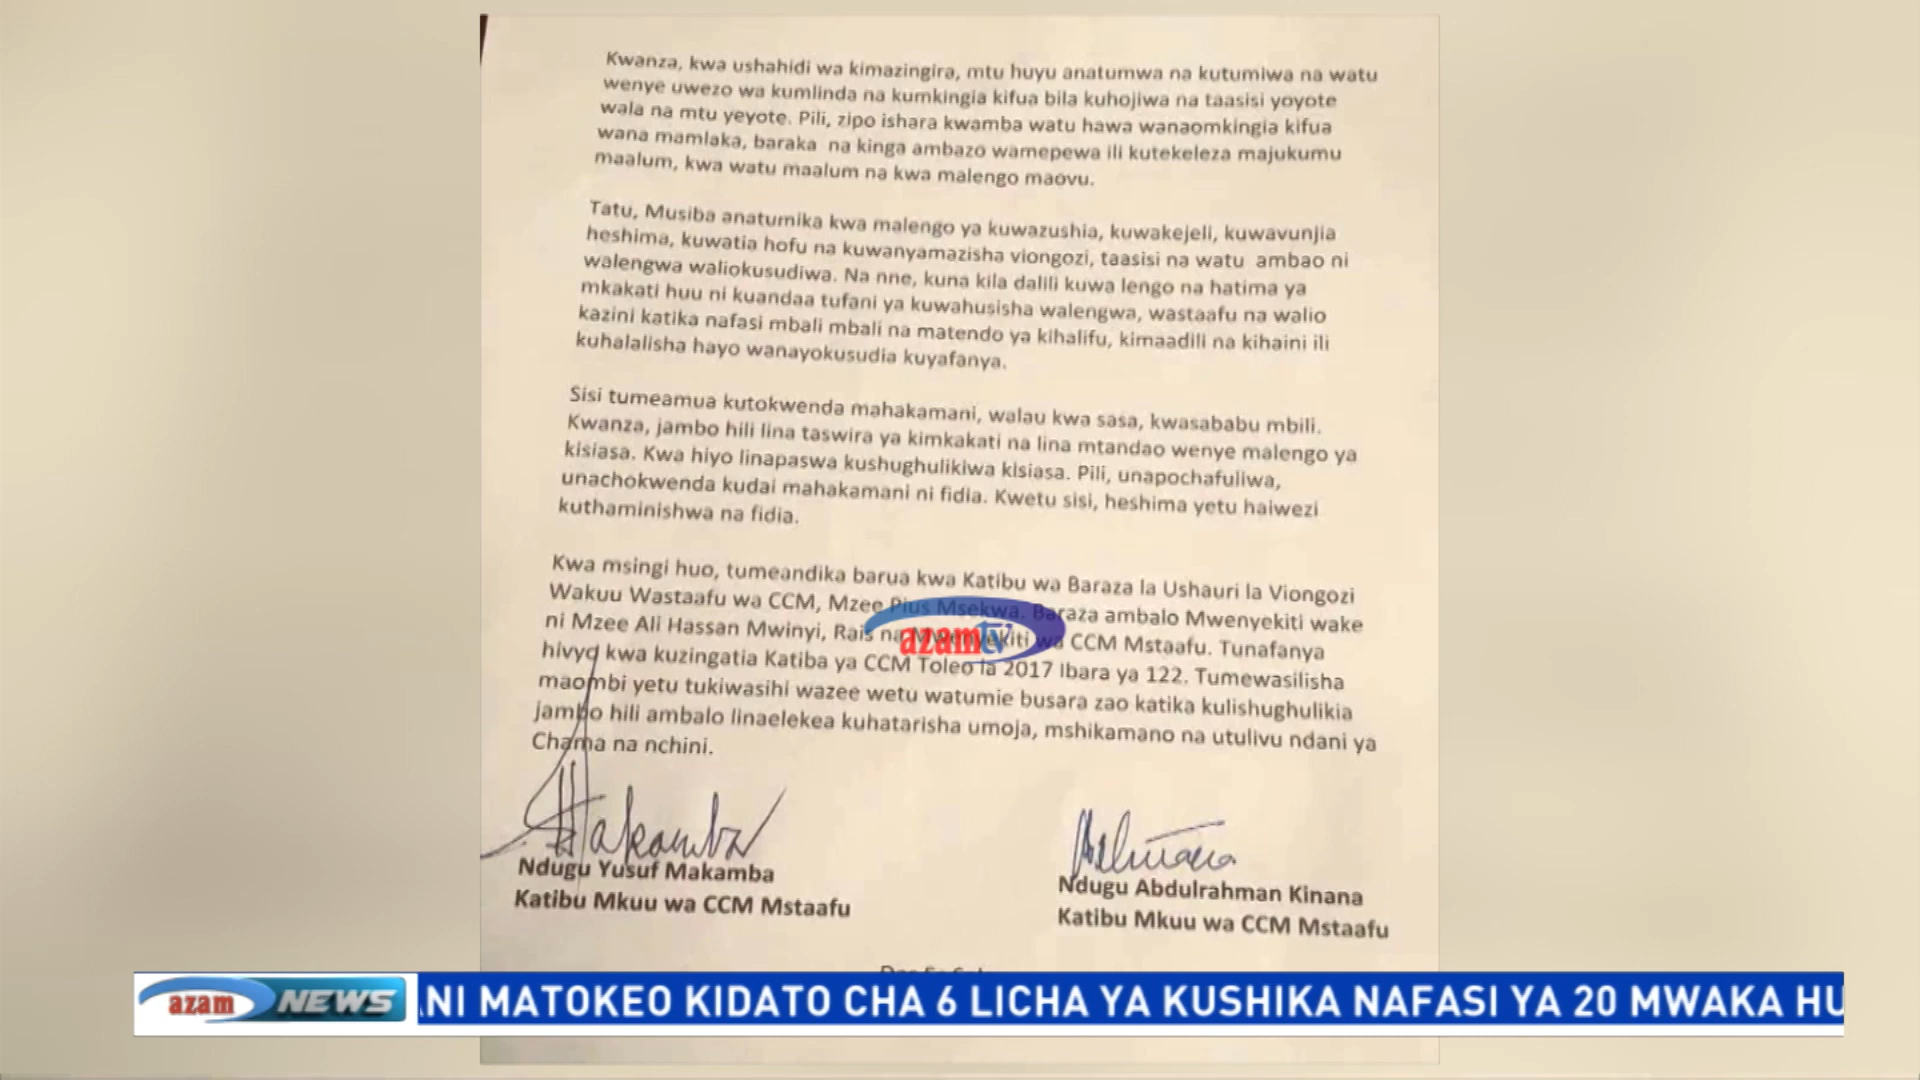 Kwanza, kwa ushahidi wa kimazingira, mtu huyu anatumwa na kutumiwa na watu
wenye uwezo wa kumlinda na kumkingia kifua bila kuhojiwa na taasisi yoyote
wala na mtu yeyote. Pili, zipo ishara kwamba watu hawa wanaomkingia kifua
wana mamlaka, baraka na kinga ambazo wamepewa ili kutekeleza majukumu
maalum, kwa watu maalum na kwa malengo maovu.
Tatu, Musiba anatumika kwa malengo ya kuwazushia, kuwakejeli, kuwavunjia
heshima, kuwatia hofu na kuwanyamazisha viongozi, taasisi na watu ambao ni
walengwa waliokusudiwa. Na nne, kuna kila dalili kuwa lengo na hatima ya
mkakati huu ni kuandaa tufani ya kuwahusisha walengwa, wastaafu na walio
kazini katika nafasi mbali mbali na matendo ya kihalifu, kimaadili na kihaini ili
kuhalalisha hayo wanayokusudia kuyafanya.
Sisi tumeamua kutokwenda mahakamani, walau kwa sasa, kwasababu mbili.
Kwanza, jambo hili lina taswira ya kimkakati na lina mtandao wenye malengo ya
kisiasa. Kwa hiyo linapaswa kushughulikiwa kisiasa. Pili, unapochafuliwa,
unachokwenda kudai mahakamani ni fidia. Kwetu sisi, heshima yetu haiwezi
kuthaminishwa na fidia.
Kwa msingi huo, tumeandika barua kwa Katibu wa Baraza la Ushauri la Viongozi
Wakuu Wastaafu wa CCM, Mzee Pius Msekwa. Baraza ambalo Mwenyekiti wake
ni Mzee Ali Hassan Mwinyi, Rais na Mwenyekiti wa CCM Mstaafu. Tunafanya
hivyo kwa kuzingatia Katiba ya CCM Toleo la 2017 Ibara ya 122. Tumewasilisha
maombi yetu tukiwasihi wazee wetu watumie busara zao katika kulishughulikia
jambo hili ambalo linaelekea kuhatarisha umoja, mshikamano na utulivu ndani ya
Chama na nchini.
azamtv
Makamba
Ndugu Yusuf Makamba
Katibu Mkuu wa CCM Mstaafu
Ndugu Abdulrahman Kinana
Katibu Mkuu wa CCM Mstaafu
azam NEWS
ANI MATOKEO KIDATO CHA 6 LICHA YA KUSHIKA NAFASI YA 20 MWAKA HU